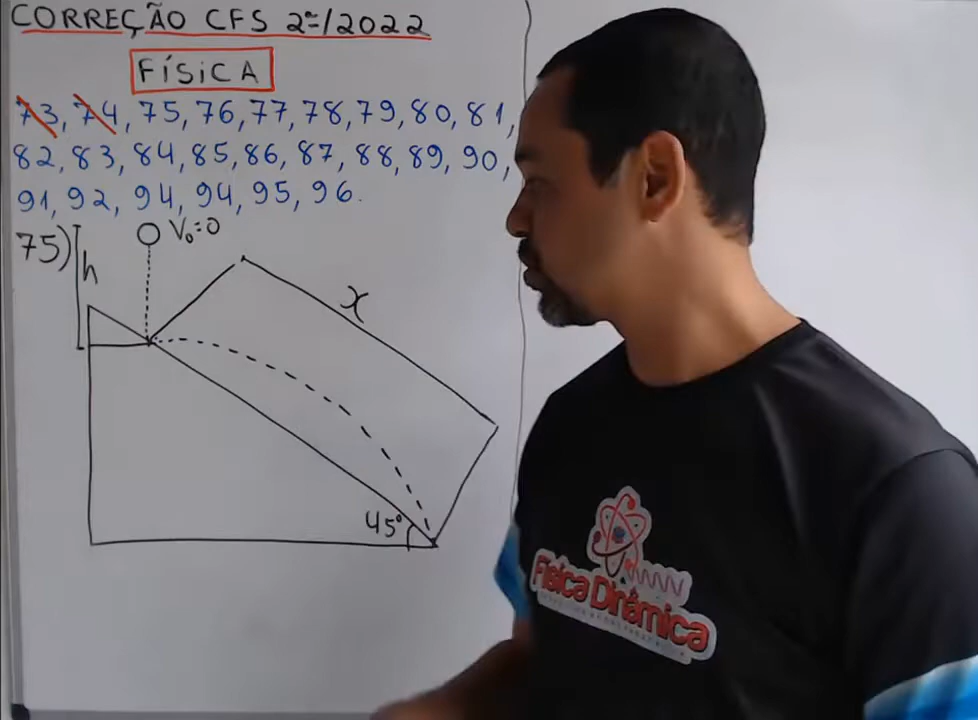 CORREÇÃO CFS 2º/2022
FÍSICA
73, 74, 75, 76, 77, 78, 79, 80, 81,
82, 83, 84, 85, 86, 87, 88, 89, 90,
91, 92, 94, 94, 95, 96.
75) h V₀=0
x
45°
Física Dinâmica